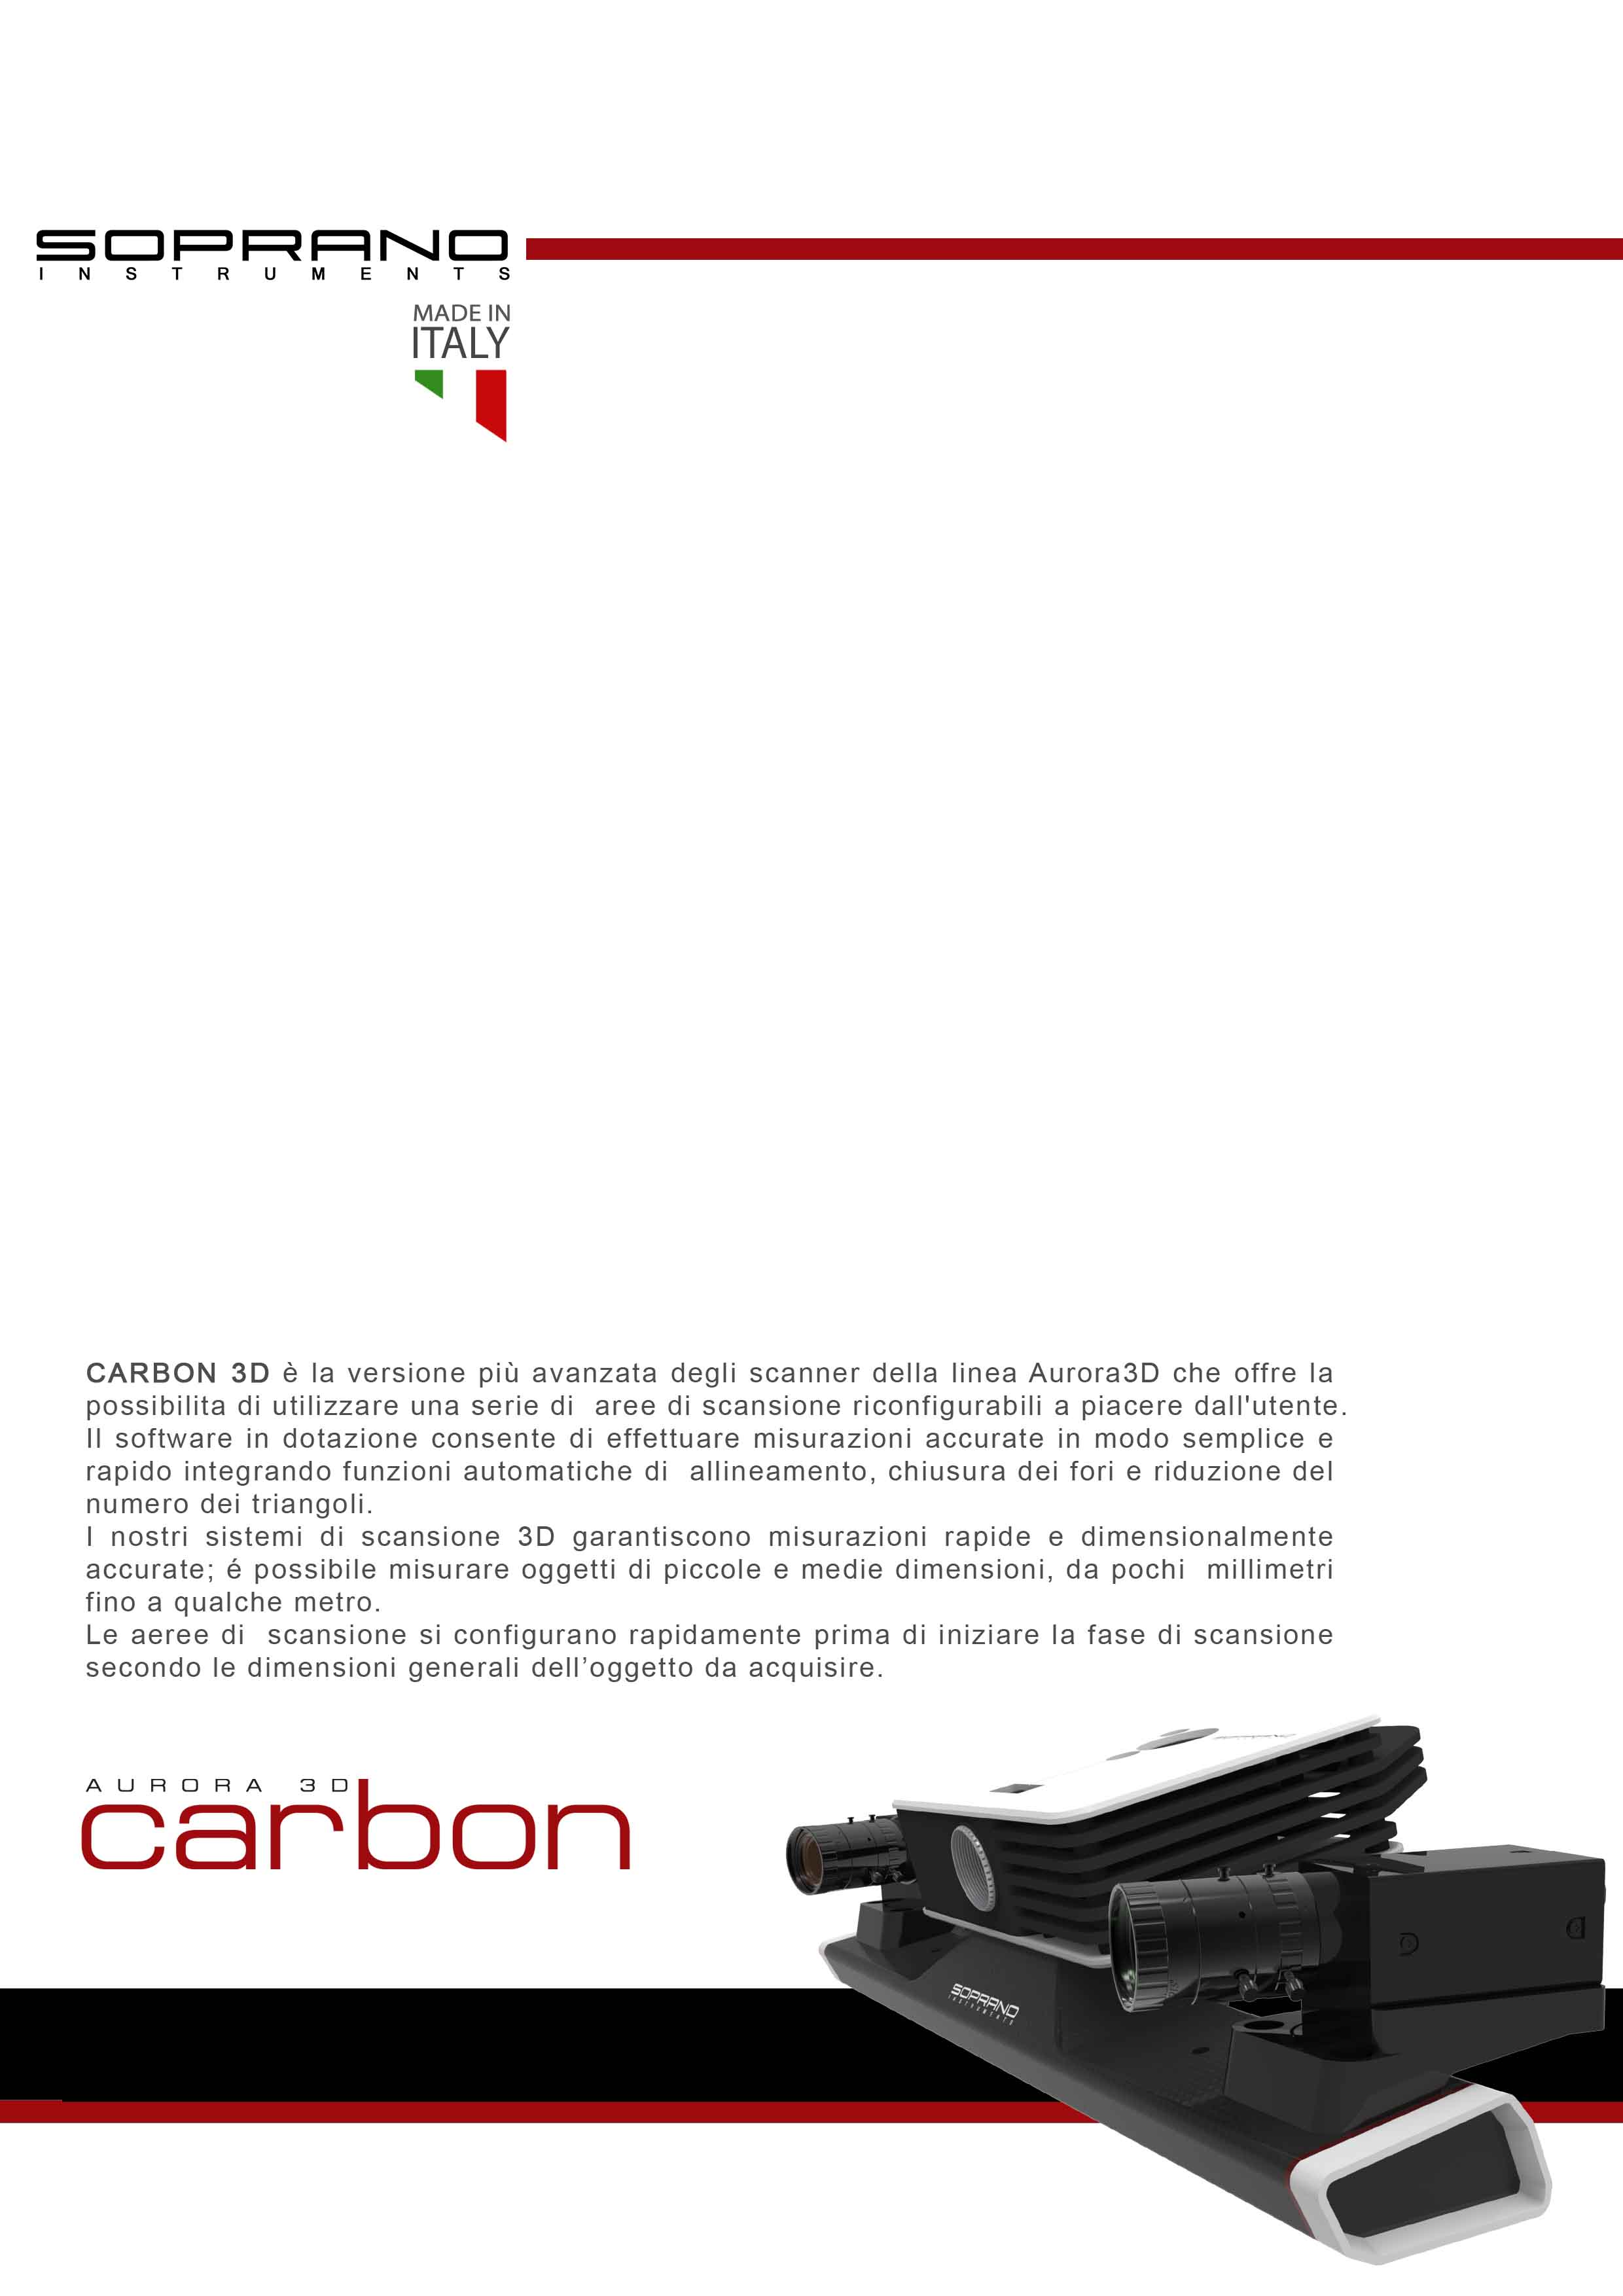 SOPRANO
INSTRUMENTS
MADE IN
ITALY
CARBON 3D è la versione più avanzata degli scanner della linea Aurora3D che offre la
possibilita di utilizzare una serie di aree di scansione riconfigurabili a piacere dall'utente.
Il software in dotazione consente di effettuare misurazioni accurate in modo semplice e
rapido integrando funzioni automatiche di allineamento, chiusura dei fori e riduzione del
numero dei triangoli.
I nostri sistemi di scansione 3D garantiscono misurazioni rapide e dimensionalmente
accurate; é possibile misurare oggetti di piccole e medie dimensioni, da pochi millimetri
fino a qualche metro.
Le aeree di scansione si configurano rapidamente prima di iniziare la fase di scansione
secondo le dimensioni generali dell’oggetto da acquisire.
AURORA 3D
carbon
SOPRANO
INSTRUMENTS